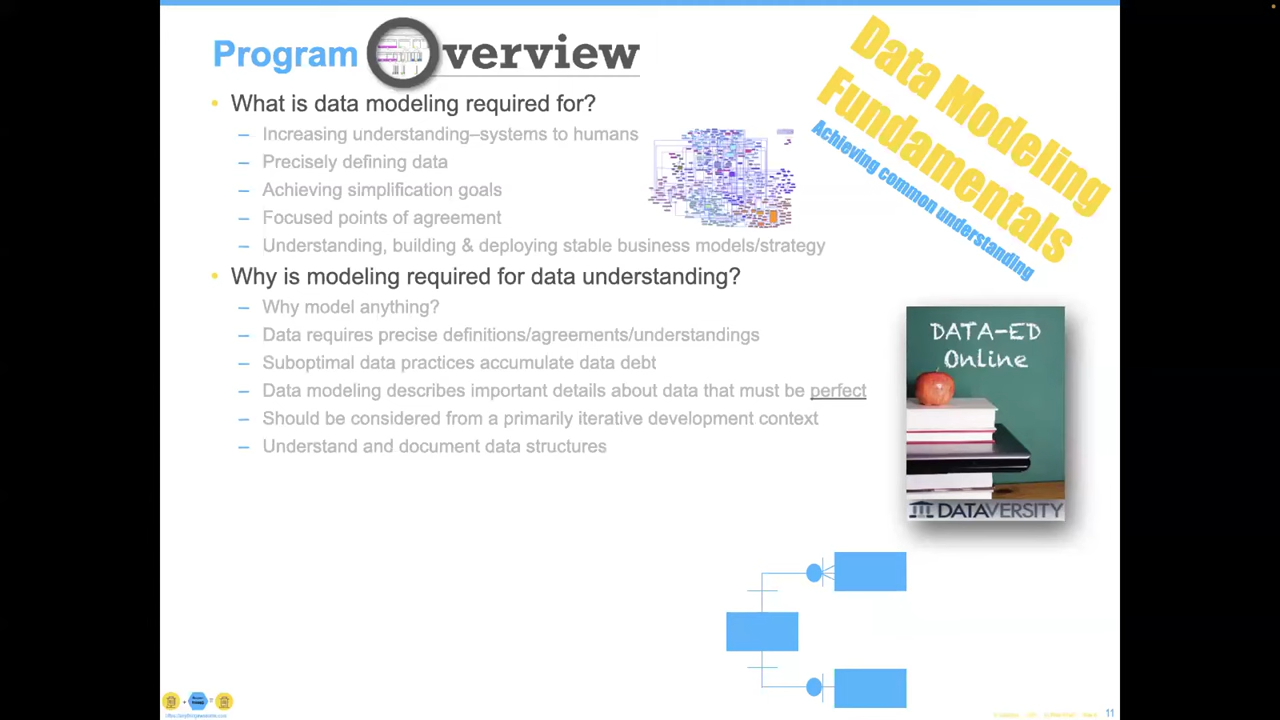 Program Overview
What is data modeling required for?
– Increasing understanding–systems to humans
– Precisely defining data
– Achieving simplification goals
– Focused points of agreement
– Understanding, building & deploying stable business models/strategy
Why is modeling required for data understanding?
– Why model anything?
– Data requires precise definitions/agreements/understandings
– Suboptimal data practices accumulate data debt
– Data modeling describes important details about data that must be perfect
– Should be considered from a primarily iterative development context
– Understand and document data structures
Data Modeling
Fundamentals
Achieving common understanding
DATA-ED
Online
DATAVERSITY
11